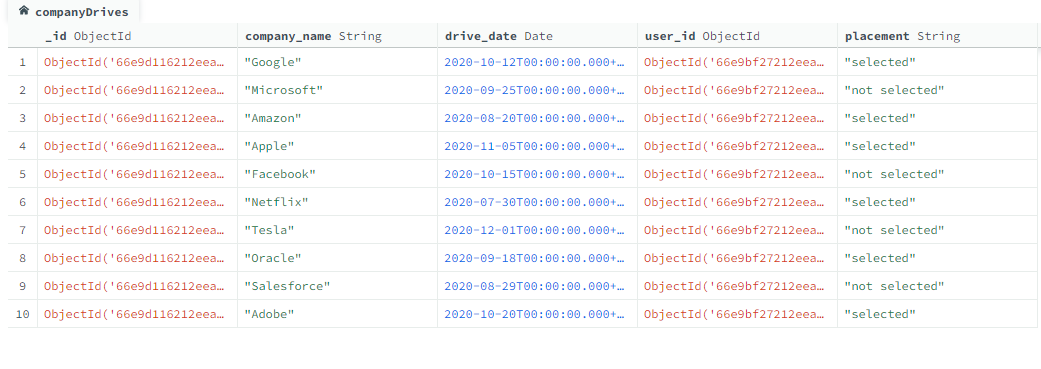 companyDrives
_id ObjectId company_name String drive_date Date user_id ObjectId placement String
1 ObjectId('66e9d116212eea… "Google" 2020-10-12T00:00:00.000+… ObjectId('66e9bf27212eea… "selected"
2 ObjectId('66e9d116212eea… "Microsoft" 2020-09-25T00:00:00.000+… ObjectId('66e9bf27212eea… "not selected"
3 ObjectId('66e9d116212eea… "Amazon" 2020-08-20T00:00:00.000+… ObjectId('66e9bf27212eea… "selected"
4 ObjectId('66e9d116212eea… "Apple" 2020-11-05T00:00:00.000+… ObjectId('66e9bf27212eea… "selected"
5 ObjectId('66e9d116212eea… "Facebook" 2020-10-15T00:00:00.000+… ObjectId('66e9bf27212eea… "not selected"
6 ObjectId('66e9d116212eea… "Netflix" 2020-07-30T00:00:00.000+… ObjectId('66e9bf27212eea… "selected"
7 ObjectId('66e9d116212eea… "Tesla" 2020-12-01T00:00:00.000+… ObjectId('66e9bf27212eea… "not selected"
8 ObjectId('66e9d116212eea… "Oracle" 2020-09-18T00:00:00.000+… ObjectId('66e9bf27212eea… "selected"
9 ObjectId('66e9d116212eea… "Salesforce" 2020-08-29T00:00:00.000+… ObjectId('66e9bf27212eea… "not selected"
10 ObjectId('66e9d116212eea… "Adobe" 2020-10-20T00:00:00.000+… ObjectId('66e9bf27212eea… "selected"